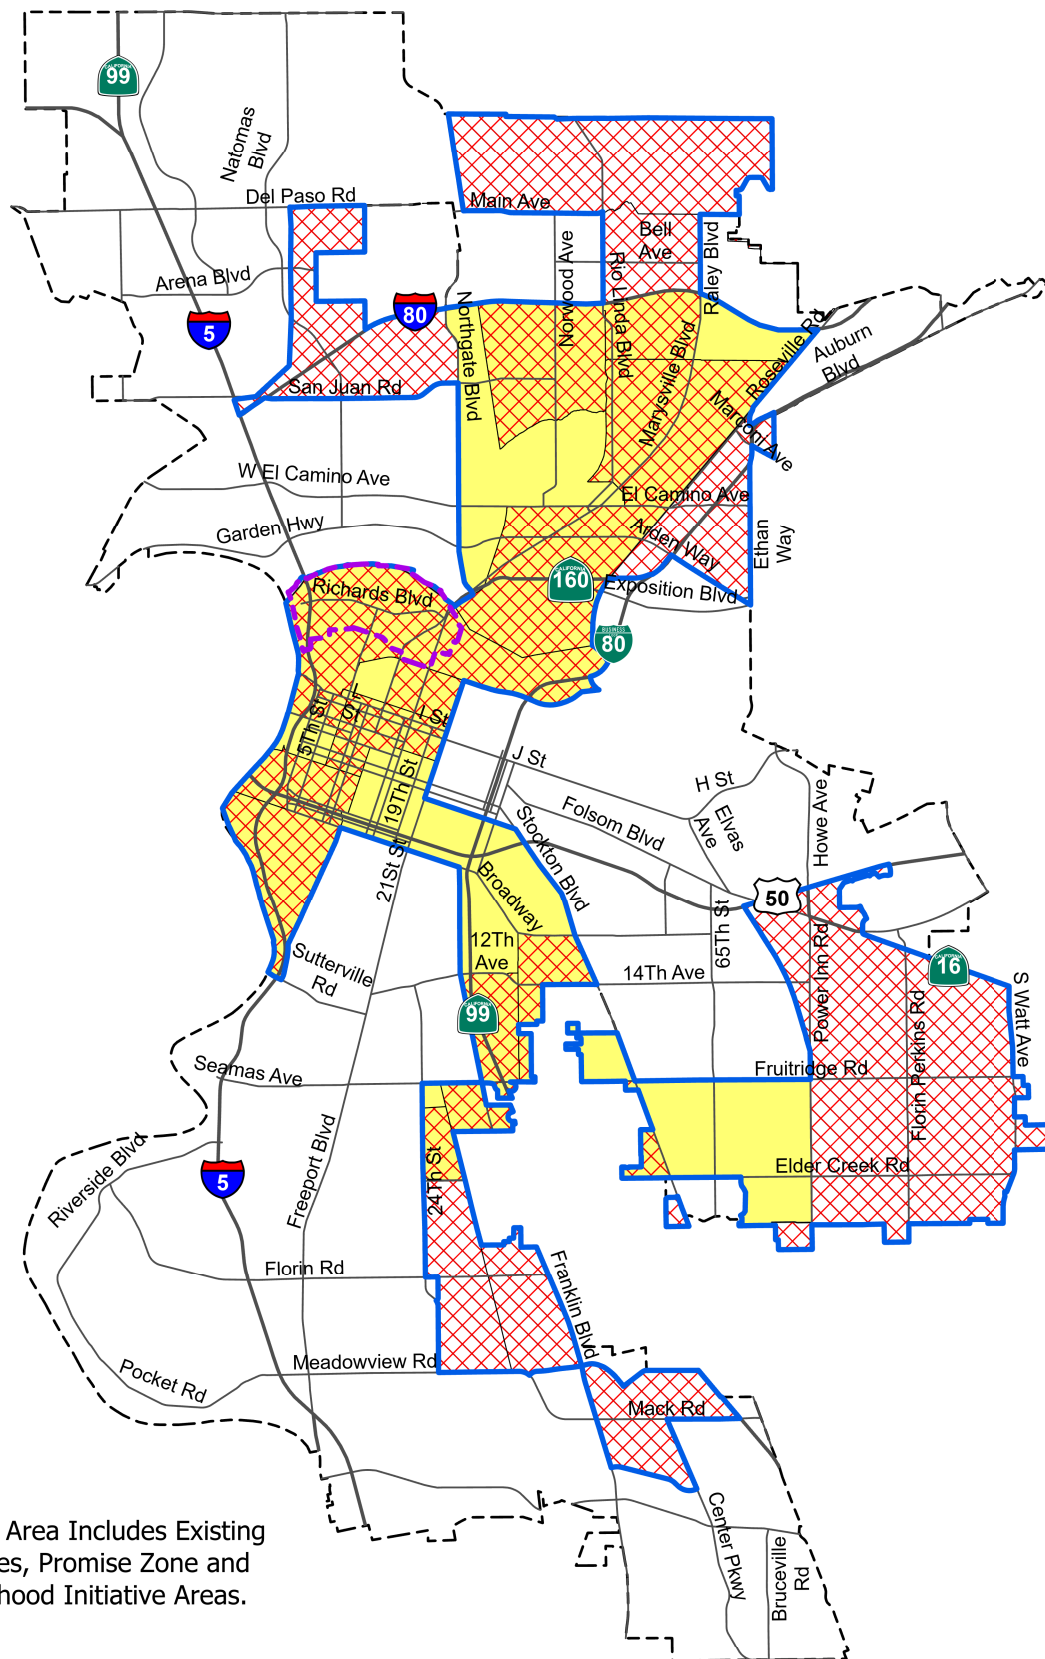 CALIFORNIA
99
Natomas
Blvd
Del Paso Rd
Main Ave
Bell
Ave
Raley Blvd
Norwood Ave
Rio Linda Blvd
Arena Blvd
80
5
Northgate Blvd
Marysville Blvd
Roseville Rd
Auburn
Blvd
San Juan Rd
Marconi Ave
W El Camino Ave
El Camino Ave
Garden Hwy
Arden Way
Ethan
Way
CALIFORNIA
160
Richards Blvd
Exposition Blvd
BUSINESS
80
5Th St
St
I St
J St
H St
19Th St
Folsom Blvd
Elvas
Ave
Howe Ave
Stockton Blvd
21St St
Broadway
50
65Th St
12Th
Ave
14Th Ave
Sutterville
Rd
Power Inn Rd
CALIFORNIA
16
CALIFORNIA
99
Florin Perkins Rd
S Watt Ave
Seamas Ave
Fruitridge Rd
Freeport Blvd
Riverside Blvd
5
24Th St
Elder Creek Rd
Florin Rd
Franklin Blvd
Meadowview Rd
Pocket Rd
Mack Rd
Center Pkwy
Bruceville
Rd
Area Includes Existing
es, Promise Zone and
hood Initiative Areas.